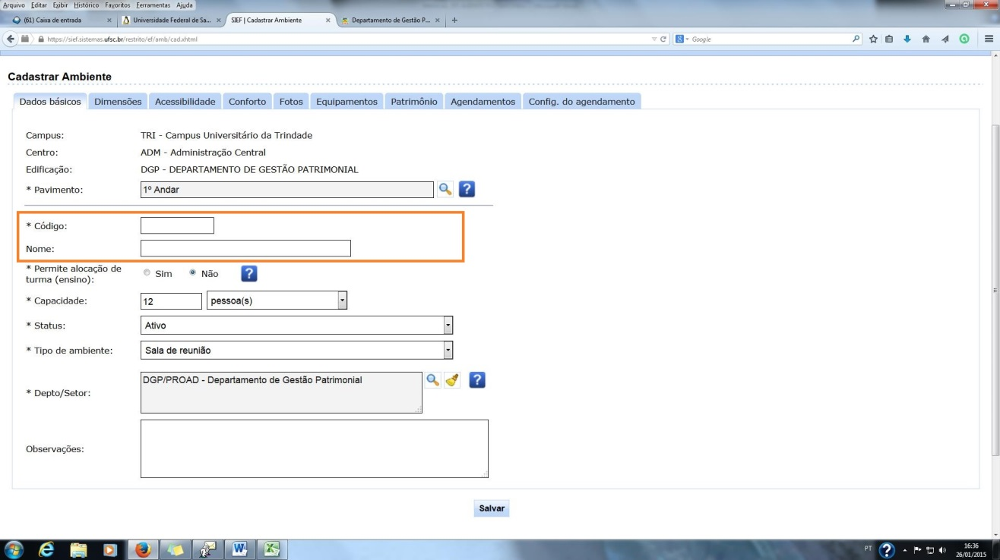 Arquivo Editar Exibir Histórico Favoritos Ferramentas Ajuda
(61) Caixa de entrada × Universidade Federal de Sa... × SIEF | Cadastrar Ambiente × Departamento de Gestão P... × +
https://sief.sistemas.ufsc.br/restrito/ef/amb/cad.xhtml Google
Cadastrar Ambiente
Dados básicos Dimensões Acessibilidade Conforto Fotos Equipamentos Patrimônio Agendamentos Config. do agendamento
Campus: TRI - Campus Universitário da Trindade
Centro: ADM - Administração Central
Edificação: DGP - DEPARTAMENTO DE GESTÃO PATRIMONIAL
* Pavimento: 1º Andar ?
* Código:
Nome:
* Permite alocação de
turma (ensino): Sim Não ?
* Capacidade: 12 pessoa(s)
* Status: Ativo
* Tipo de ambiente: Sala de reunião
DGP/PROAD - Departamento de Gestão Patrimonial ?
* Depto/Setor:
Observações:
Salvar
PT ? 16:36
26/01/2015